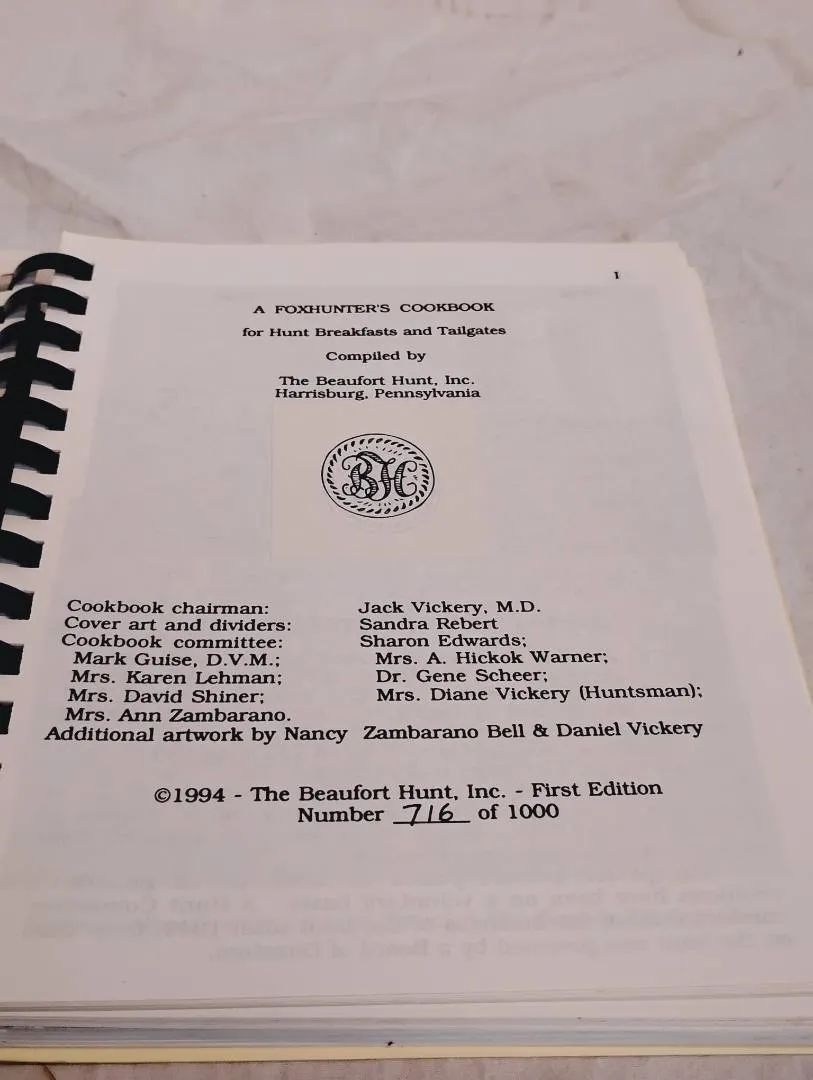 1
A FOXHUNTER'S COOKBOOK
for Hunt Breakfasts and Tailgates
Compiled by
The Beaufort Hunt, Inc.
Harrisburg, Pennsylvania
BHC
Cookbook chairman: Jack Vickery, M.D.
Cover art and dividers: Sandra Rebert
Cookbook committee: Sharon Edwards;
Mark Guise, D.V.M.; Mrs. A. Hickok Warner;
Mrs. Karen Lehman; Dr. Gene Scheer;
Mrs. David Shiner; Mrs. Diane Vickery (Huntsman);
Mrs. Ann Zambarano.
Additional artwork by Nancy Zambarano Bell & Daniel Vickery
©1994 - The Beaufort Hunt, Inc. - First Edition
Number 716 of 1000